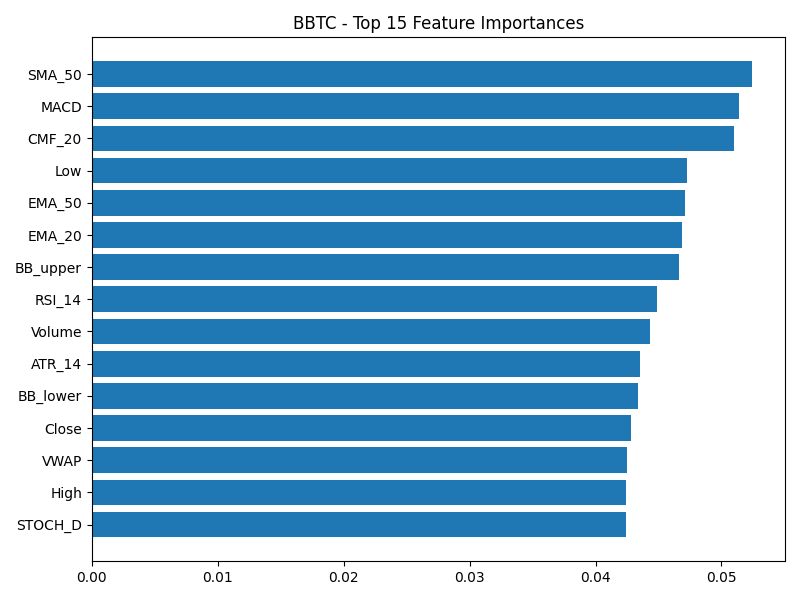 BBTC - Top 15 Feature Importances
SMA_50
MACD
CMF_20
Low
EMA_50
EMA_20
BB_upper
RSI_14
Volume
ATR_14
BB_lower
Close
VWAP
High
STOCH_D
0.00 0.01 0.02 0.03 0.04 0.05